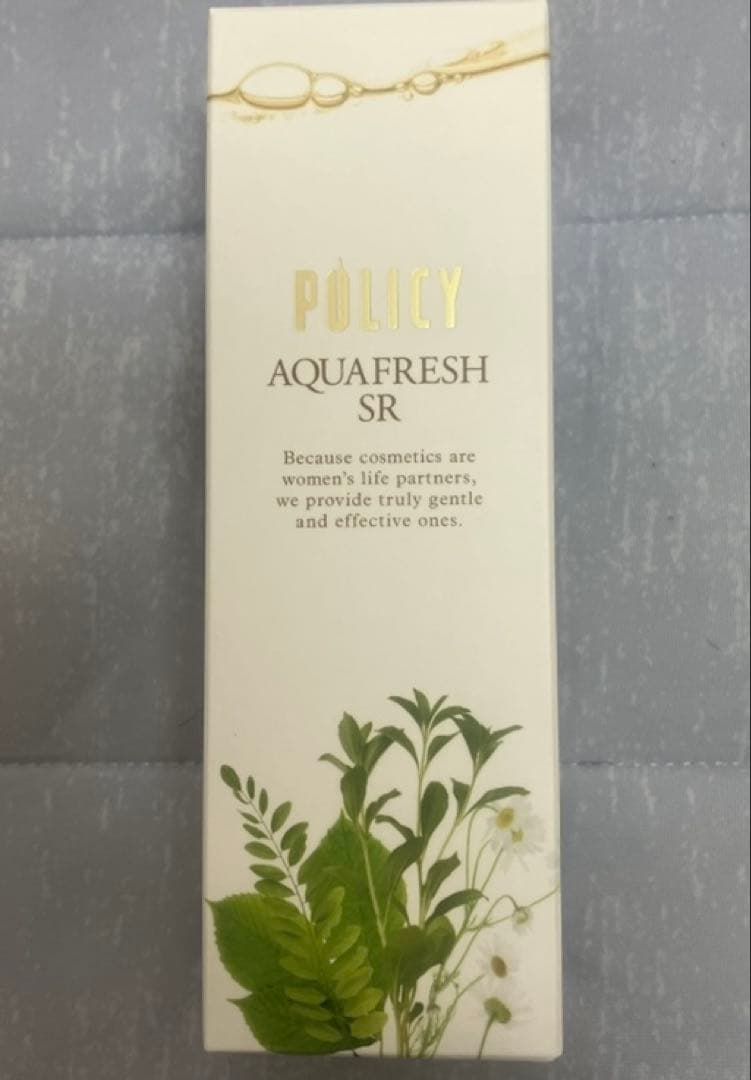 POLICY
AQUAFRESH
SR
Because cosmetics are
women's life partners,
we provide truly gentle
and effective ones.